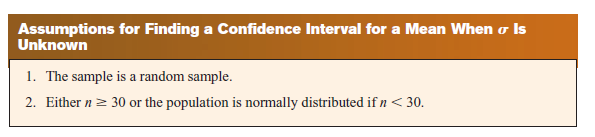 Assumptions for Finding a Confidence Interval for a Mean When σ Is
Unknown
1. The sample is a random sample.
2. Either n ≥ 30 or the population is normally distributed if n < 30.